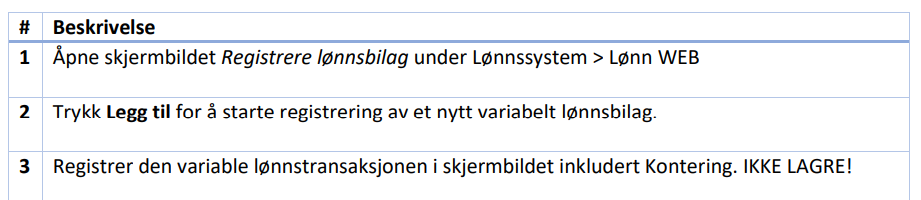 # Beskrivelse
1 Åpne skjermbildet Registrere lønnsbilag under Lønnssystem > Lønn WEB
2 Trykk Legg til for å starte registrering av et nytt variabelt lønnsbilag.
3 Registrer den variable lønnstransaksjonen i skjermbildet inkludert Kontering. IKKE LAGRE!